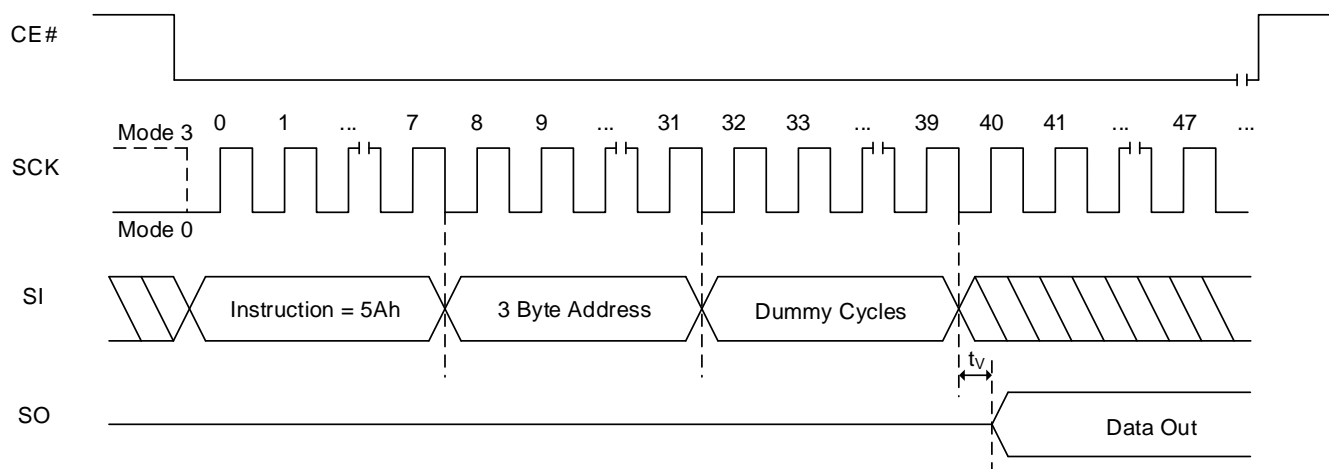 CE#
Mode 3 0 1 ... 7 8 9 ... 31 32 33 ... 39 40 41 ... 47 ...
SCK
Mode 0
SI Instruction = 5Ah 3 Byte Address Dummy Cycles
tV
SO Data Out